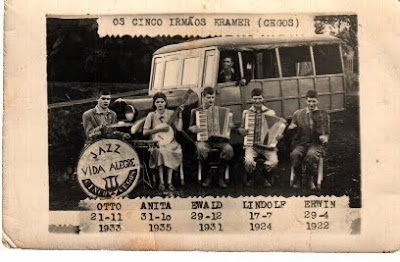 OS CINCO IRMÃOS KRAMER (CEGOS)
JAZZ
VIDA ALEGRE
OTTO ANITA EWALD LINDOLF ERWIN
21-11 31-10 29-12 17-7 29-4
1933 1935 1931 1924 1922